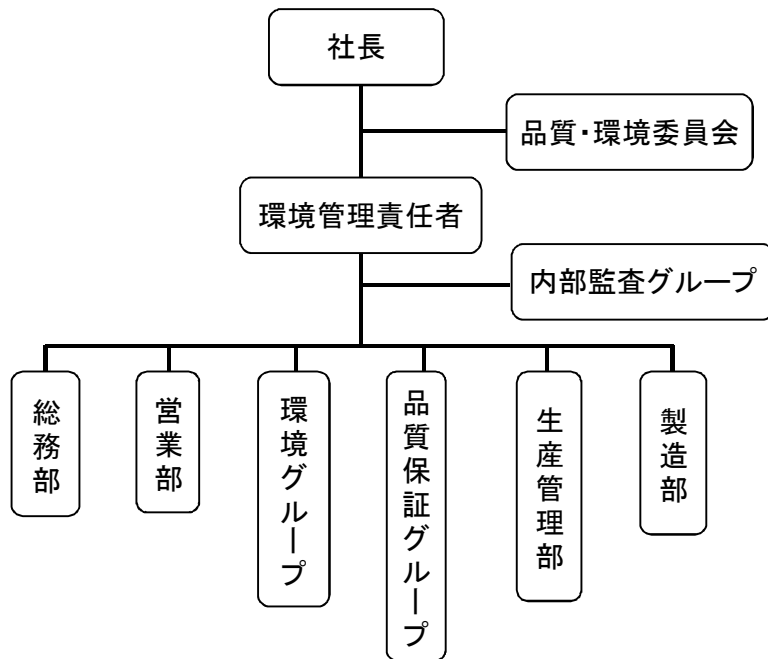 社長
品質・環境委員会
環境管理責任者
内部監査グループ
総務部
営業部
環境グループ
品質保証グループ
生産管理部
製造部